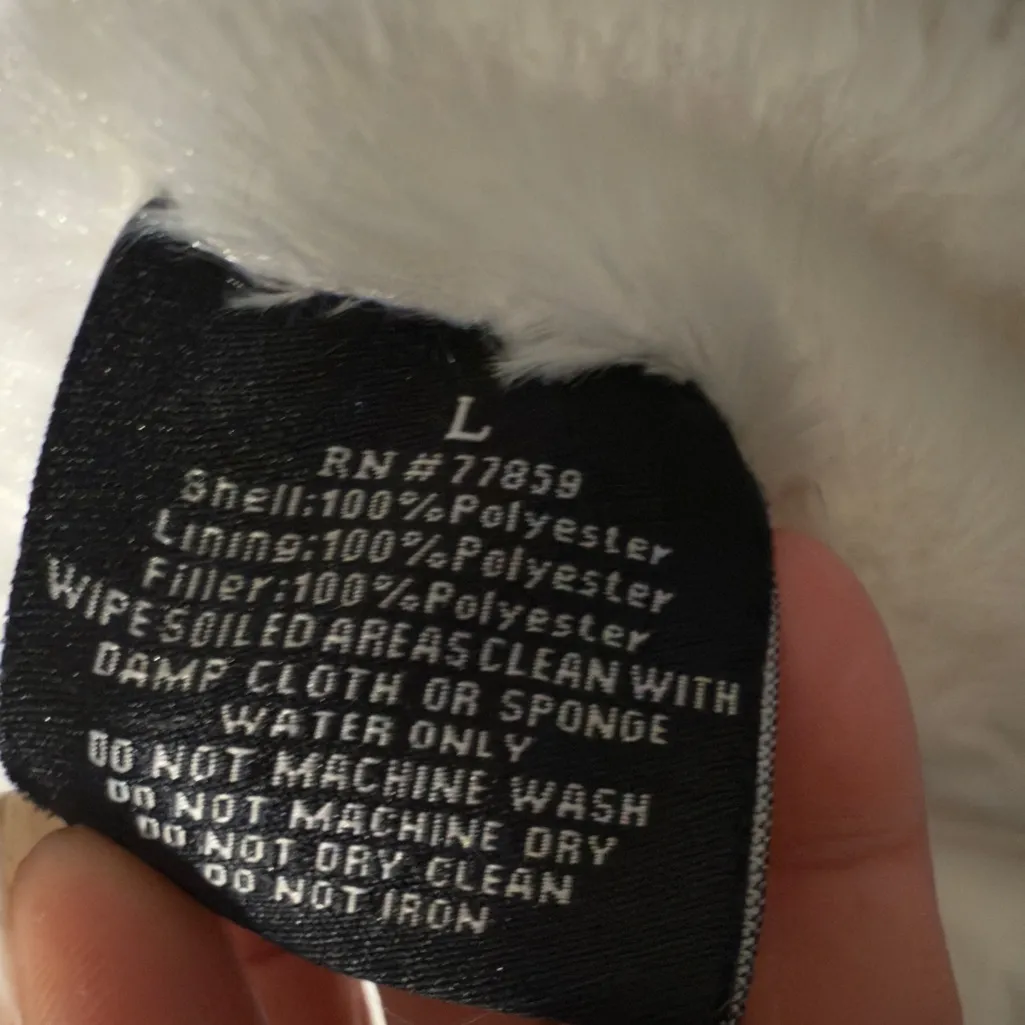 L
RN#77859
Shell:100%Polyester
Lining:100%Polyester
Filler:100%Polyester
WIPE SOILED AREAS CLEAN WITH
DAMP CLOTH OR SPONGE
WATER ONLY
DO NOT MACHINE WASH
DO NOT MACHINE DRY
DO NOT DRY CLEAN
DO NOT IRON